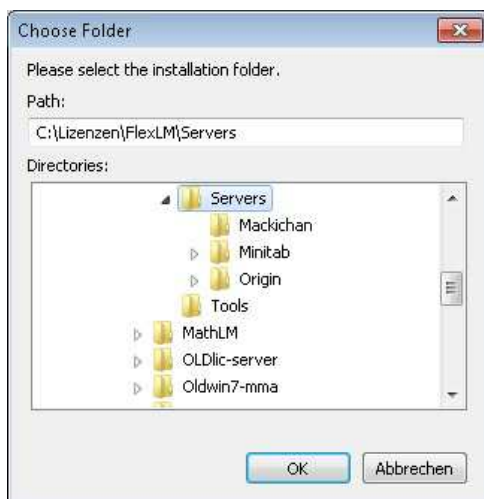 Choose Folder
Please select the installation folder.
Path:
C:\Lizenzen\FlexLM\Servers
Directories:
Servers
Mackichan
Minitab
Origin
Tools
MathLM
OLDlic-server
Oldwin7-mma
OK Abbrechen